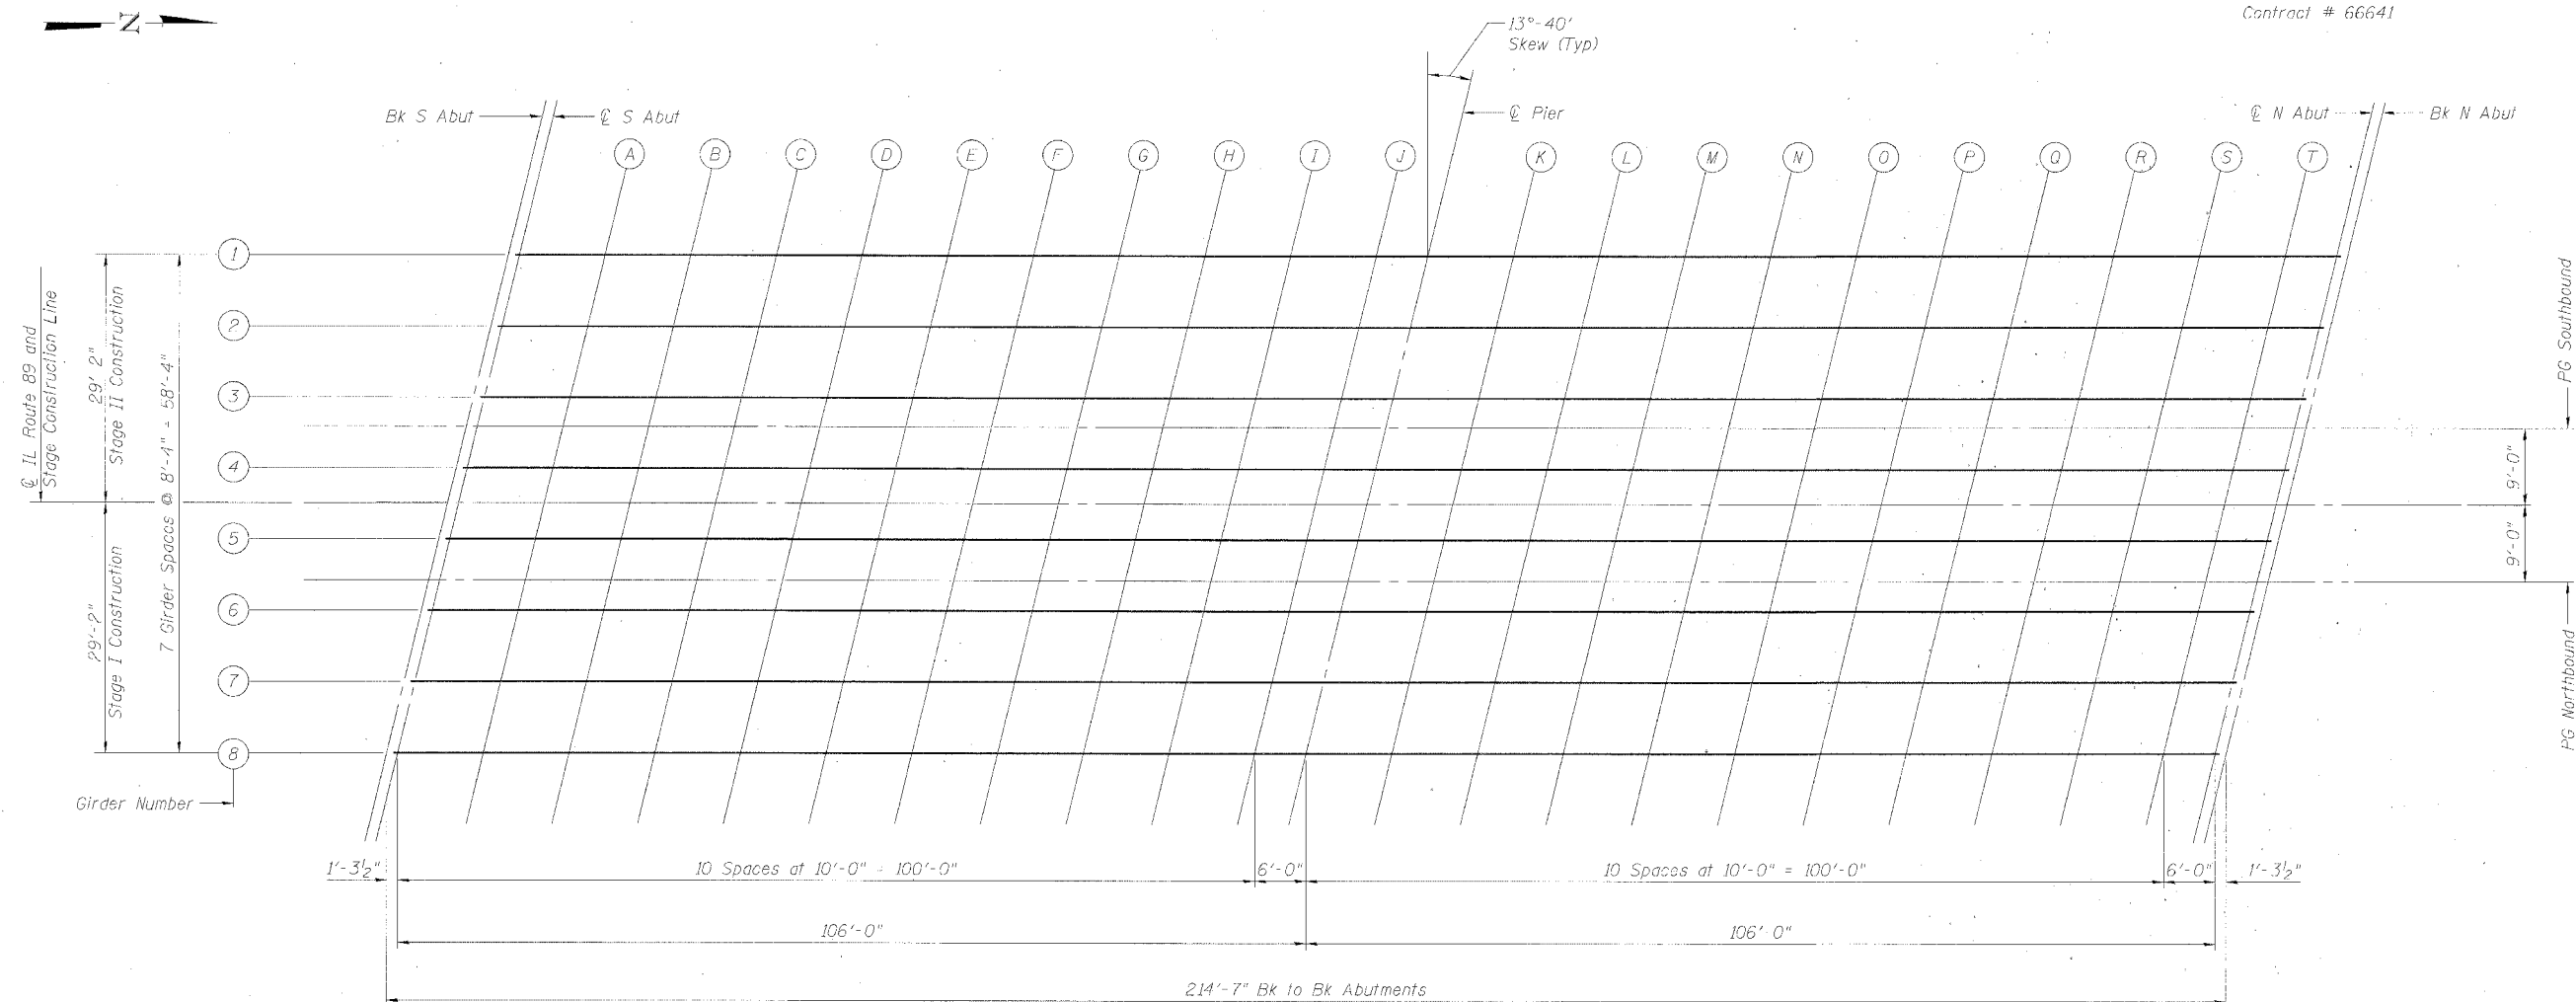 Z
Contract # 66641
13°-40'
Skew (Typ)
Bk S Abut
℄ S Abut
℄ Pier
℄ N Abut
Bk N Abut
A B C D E F G H I J K L M N O P Q R S T
1
2
3
4
5
6
7
8
℄ IL Route 89 and
Stage Construction Line
29' 2"
Stage II Construction
29'-2"
Stage I Construction
7 Girder Spaces @ 8'-4" = 58'-4"
PG Southbound
9'-0"
9'-0"
PG Northbound
Girder Number
1'-3½"
10 Spaces at 10'-0" = 100'-0"
6'-0"
10 Spaces at 10'-0" = 100'-0"
6'-0"
1'-3½"
106'-0"
106'-0"
214'-7" Bk to Bk Abutments